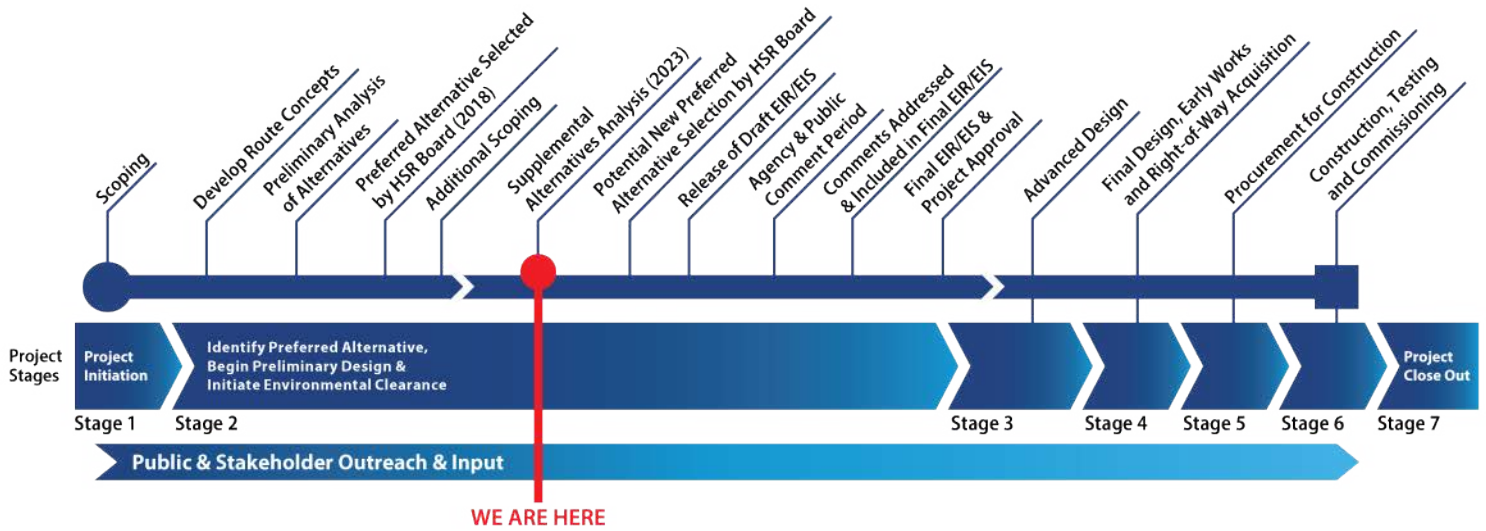 Scoping
Develop Route Concepts
Preliminary Analysis
of Alternatives
Preferred Alternative Selected
by HSR Board (2018)
Additional Scoping
Supplemental
Alternatives Analysis (2023)
Potential New Preferred
Alternative Selection by HSR Board
Release of Draft EIR/EIS
Agency & Public
Comment Period
Comments Addressed
& Included in Final EIR/EIS
Final EIR/EIS &
Project Approval
Advanced Design
Final Design, Early Works
and Right-of-Way Acquisition
Procurement for Construction
Construction, Testing
and Commissioning
Project
Stages
Project
Initiation
Identify Preferred Alternative,
Begin Preliminary Design &
Initiate Environmental Clearance
Project
Close Out
Stage 1
Stage 2
Stage 3
Stage 4
Stage 5
Stage 6
Stage 7
Public & Stakeholder Outreach & Input
WE ARE HERE